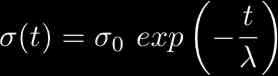 σ(t) = σ₀ exp(−t/λ)